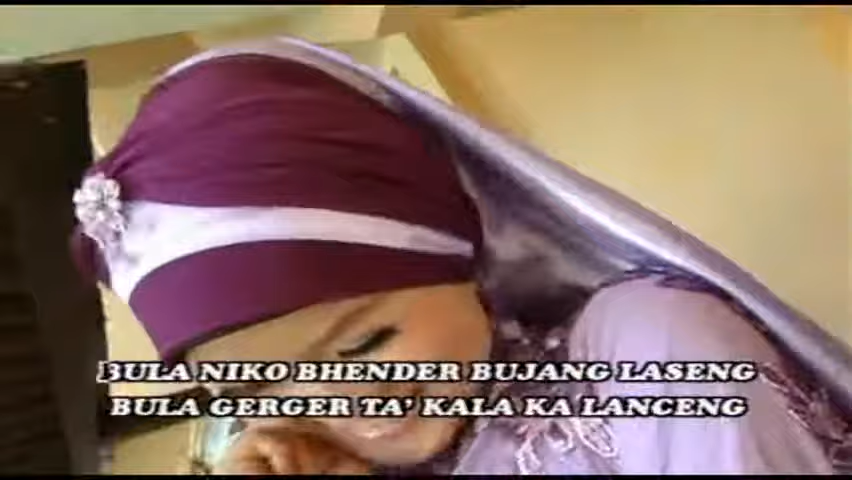 BULA NIKO BHENDER BUJANG LASENG
BULA GERGER TA' KALA KA LANCENG